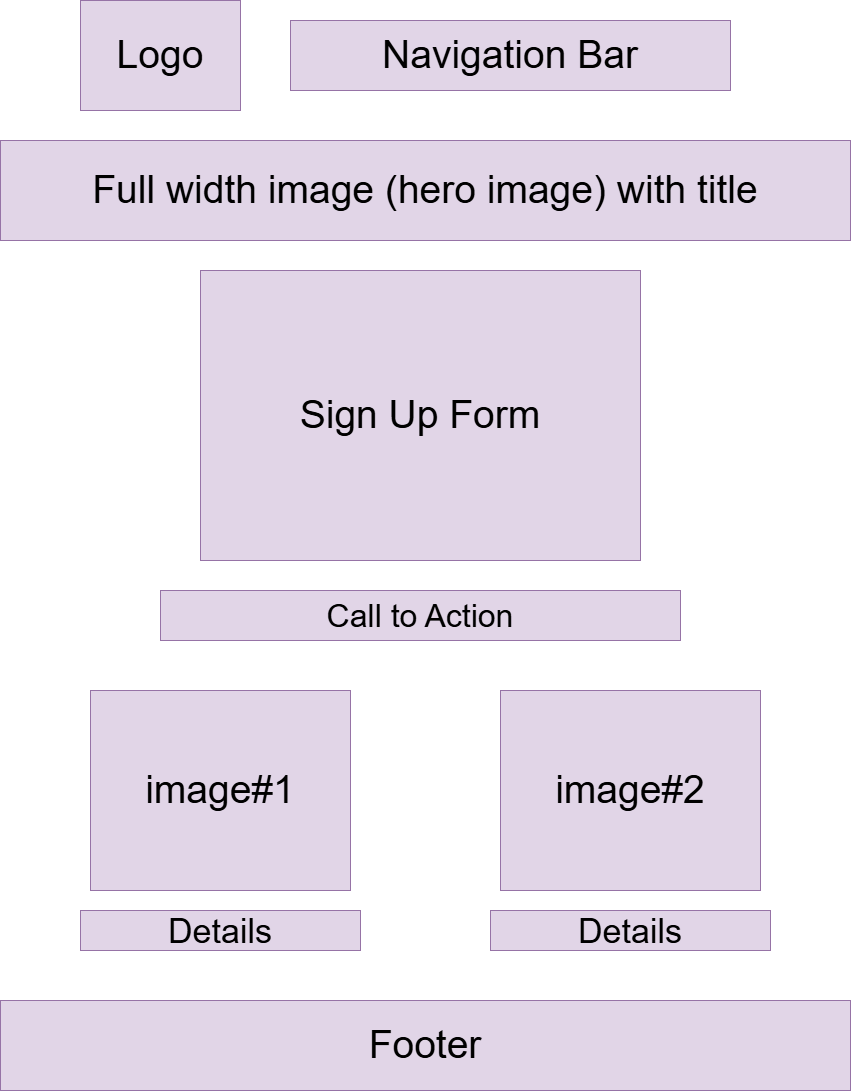 Logo
Navigation Bar
Full width image (hero image) with title
Sign Up Form
Call to Action
image#1
image#2
Details
Details
Footer